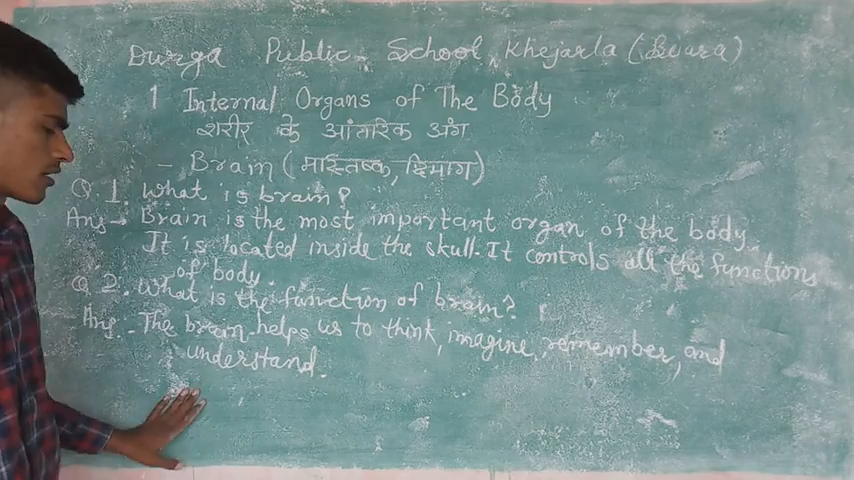 Durga Public School, Khejarla (Buara)
1 Internal Organs of The Body
शरीर के आंतरिक अंग
- Brain (मास्तिष्क, दिमाग)
Q.1. What is brain?
Ans → Brain is the most important organ of the body
It is located inside the skull. It controls all the functions
of body.
Q 2. What is the function of brain?
Ans. - The brain helps us to think, imagine, remember, and
understand.